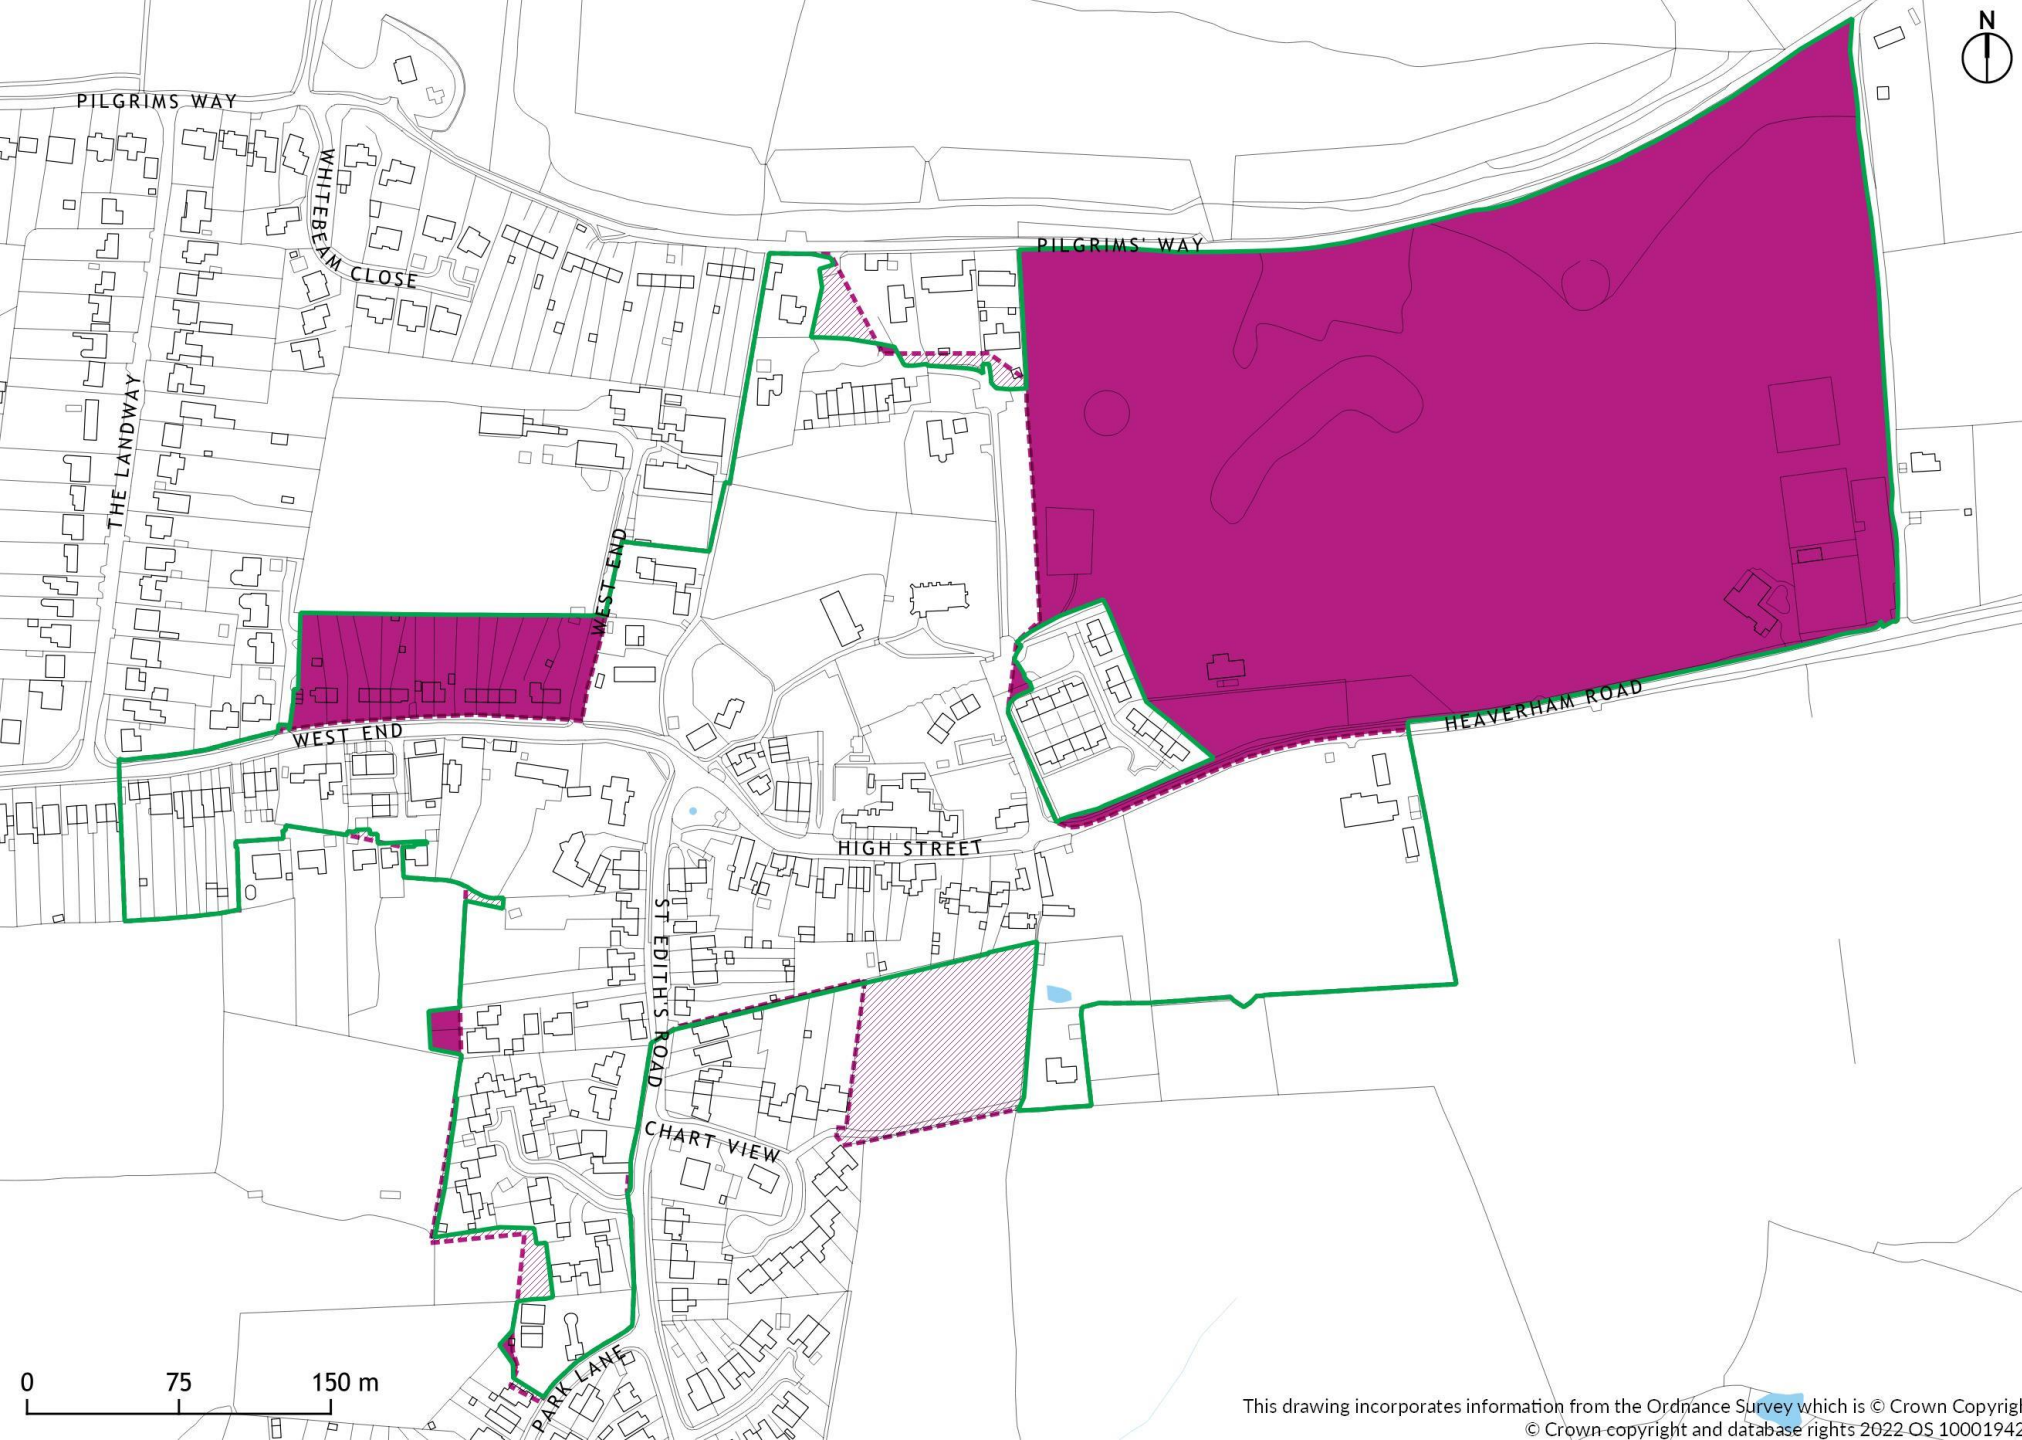 N
PILGRIMS WAY
WHITEBEAM CLOSE
PILGRIMS' WAY
THE LANDWAY
WEST END
WEST END
HEAVERHAM ROAD
HIGH STREET
ST EDITH'S ROAD
CHART VIEW
PARK LANE
0 75 150 m
This drawing incorporates information from the Ordnance Survey which is © Crown Copyrigh
© Crown copyright and database rights 2022 OS 10001942